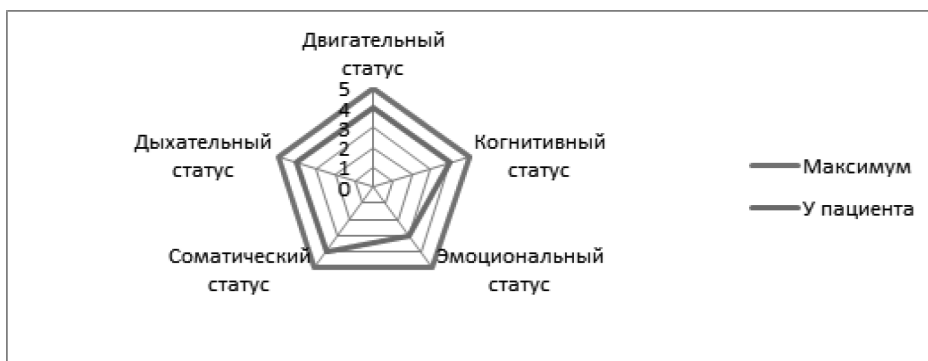 Двигательный
статус
5
4
3
2
1
0
Когнитивный
статус
Эмоциональный
статус
Соматический
статус
Дыхательный
статус
Максимум
У пациента